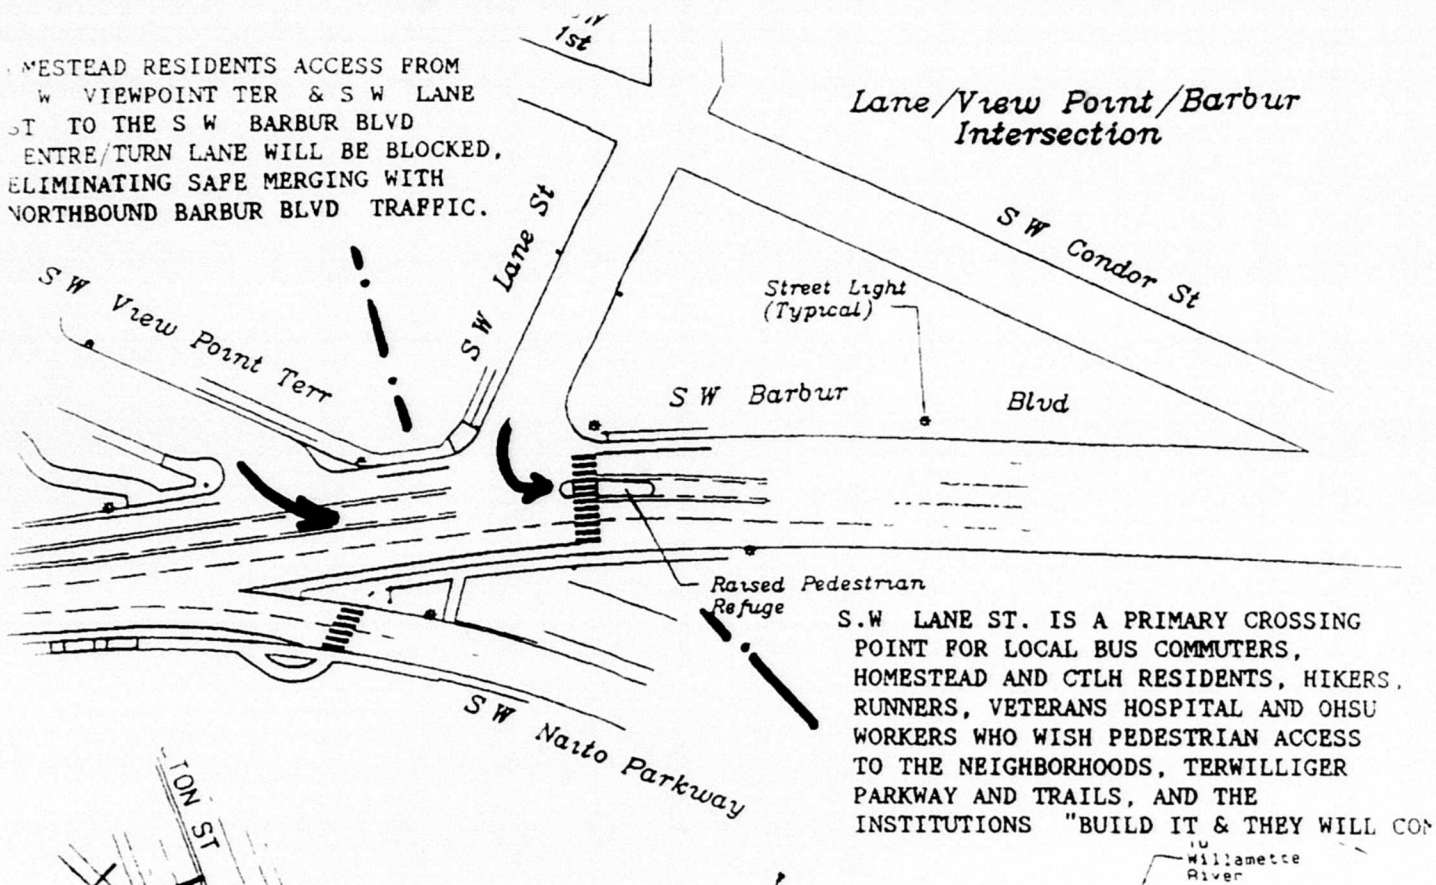 1st
MESTEAD RESIDENTS ACCESS FROM
W VIEWPOINT TER & S W LANE
ST TO THE S W BARBUR BLVD
ENTRE/TURN LANE WILL BE BLOCKED,
ELIMINATING SAFE MERGING WITH
NORTHBOUND BARBUR BLVD TRAFFIC.
Lane/View Point/Barbur
Intersection
S W Lane St
S W Condor St
S W View Point Terr
Street Light
(Typical)
S W Barbur Blvd
Raised Pedestrian
Refuge
S.W LANE ST. IS A PRIMARY CROSSING
POINT FOR LOCAL BUS COMMUTERS,
HOMESTEAD AND CTLH RESIDENTS, HIKERS,
RUNNERS, VETERANS HOSPITAL AND OHSU
WORKERS WHO WISH PEDESTRIAN ACCESS
TO THE NEIGHBORHOODS, TERWILLIGER
PARKWAY AND TRAILS, AND THE
INSTITUTIONS "BUILD IT & THEY WILL COM
S W Naito Parkway
TON ST
To
Willamette
River